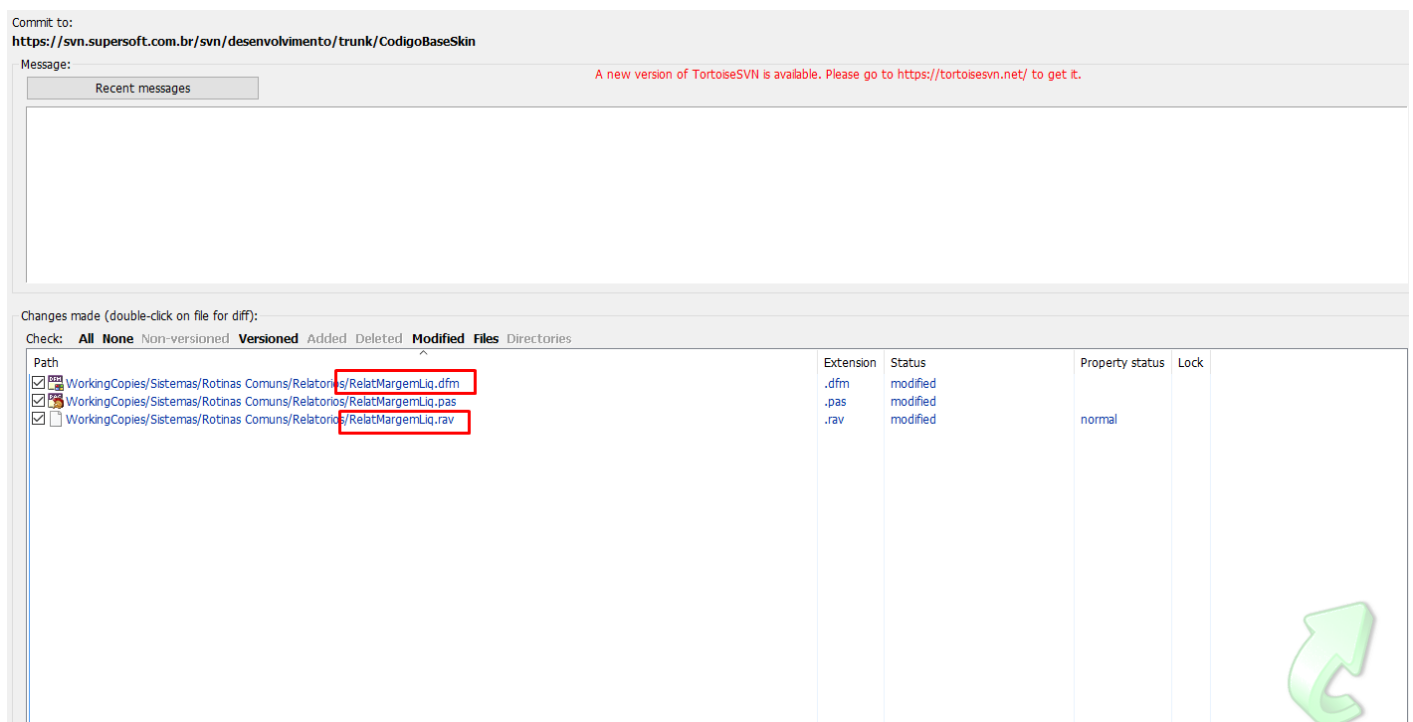 Commit to:
https://svn.supersoft.com.br/svn/desenvolvimento/trunk/CodigoBaseSkin
Message:
A new version of TortoiseSVN is available. Please go to https://tortoisesvn.net/ to get it.
Recent messages
Changes made (double-click on file for diff):
Check: All None Non-versioned Versioned Added Deleted Modified Files Directories
Path Extension Status Property status Lock
WorkingCopies/Sistemas/Rotinas Comuns/Relatorios/RelatMargemLiq.dfm .dfm modified
WorkingCopies/Sistemas/Rotinas Comuns/Relatorios/RelatMargemLiq.pas .pas modified
WorkingCopies/Sistemas/Rotinas Comuns/Relatorios/RelatMargemLiq.rav .rav modified normal